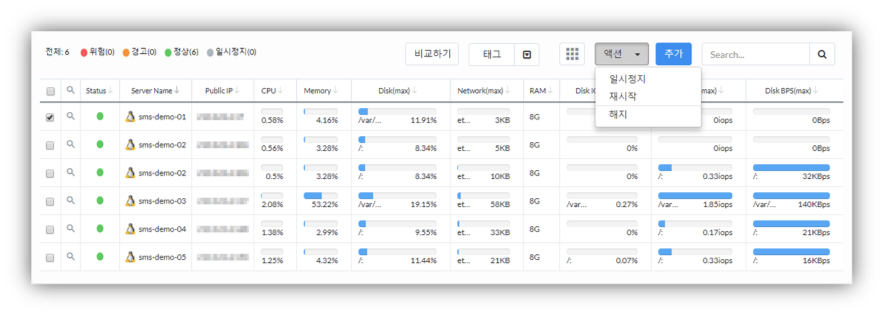 전체: 6 위험(0) 경고(0) 정상(6) 일시정지(0) 비교하기 태그 액션 추가 Search...
일시정지
재시작
해지
Status Server Name Public IP CPU Memory Disk(max) Network(max) RAM Disk IO max) Disk BPS(max)
sms-demo-01 0.58% 4.16% /var/... 11.91% et... 3KB 8G 0iops 0Bps
sms-demo-02 0.56% 3.28% /: 8.34% et... 5KB 8G 0% 0iops 0Bps
sms-demo-02 0.5% 3.28% /: 8.34% et... 10KB 8G 0% /: 0.33iops /: 32KBps
sms-demo-03 2.08% 53.22% /var/... 19.15% et... 58KB 8G /var... 0.27% /var... 1.85iops /var... 140KBps
sms-demo-04 1.38% 2.99% /: 9.55% et... 33KB 8G 0% /: 0.17iops /: 21KBps
sms-demo-05 1.25% 4.32% /: 11.44% et... 21KB 8G /: 0.07% /: 0.33iops /: 16KBps